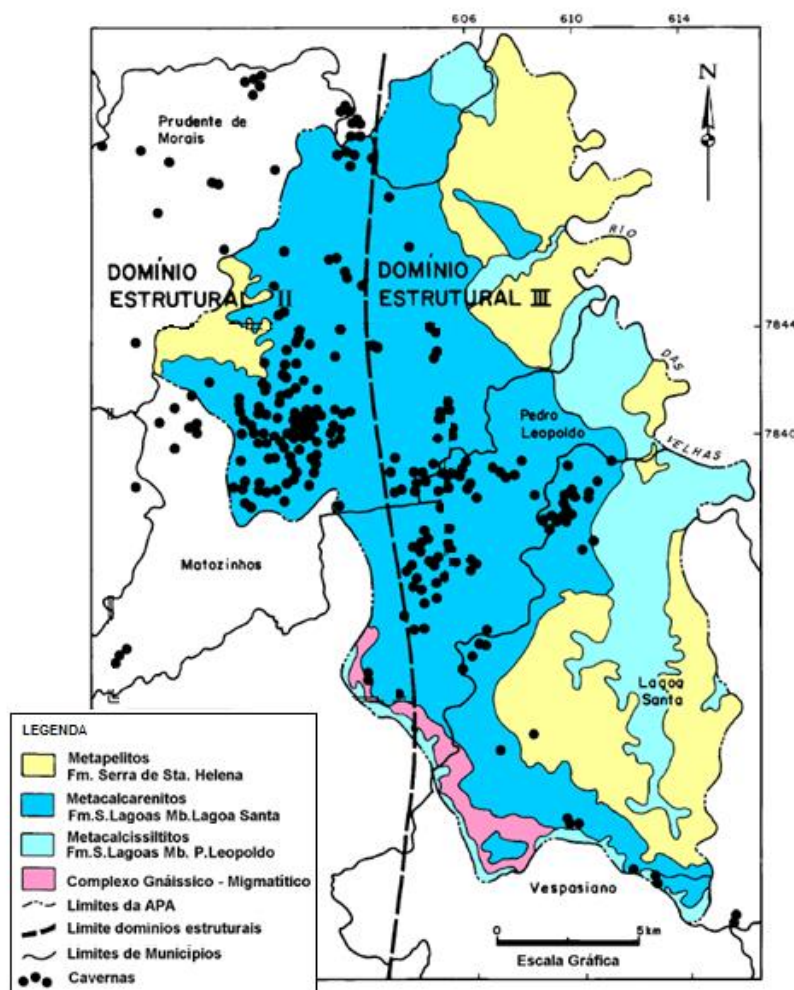 606 610 614
N
Prudente de
Morais
RIO
DOMÍNIO
ESTRUTURAL II
DOMÍNIO
ESTRUTURAL III
7844
DAS
Pedro
Leopoldo
7840
VELHAS
Matozinhos
Lagoa
Santa
LEGENDA
Metapelitos
Fm. Serra de Sta. Helena
Metacalcarenitos
Fm.S.Lagoas Mb.Lagoa Santa
Metacalcissiltitos
Fm.S.Lagoas Mb. P.Leopoldo
Complexo Gnáissico - Migmatítico
Limites da APA
Limite domínios estruturais
Limites de Municípios
Cavernas
Vespasiano
0 5km
Escala Gráfica